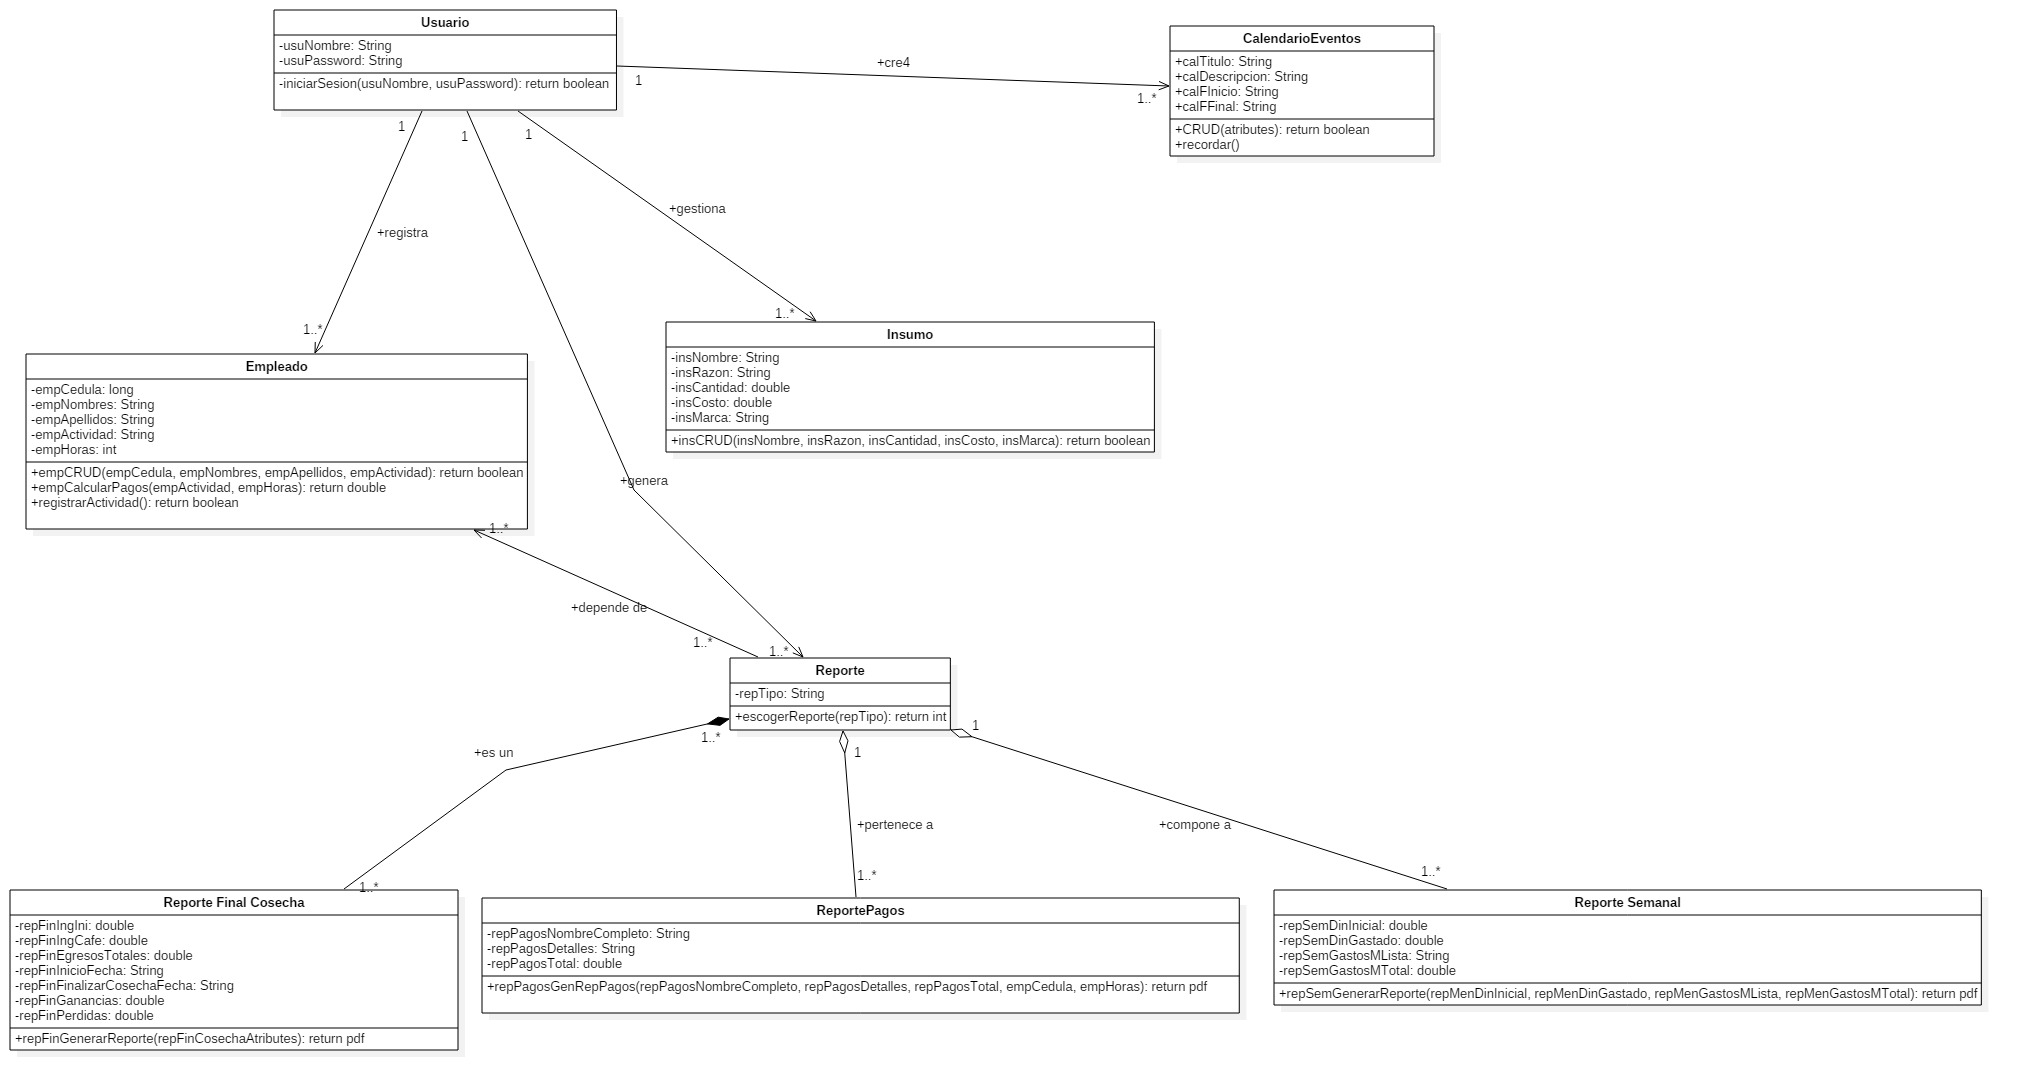 Usuario
-usuNombre: String
-usuPassword: String
-iniciarSesion(usuNombre, usuPassword): return boolean
CalendarioEventos
+calTitulo: String
+calDescripcion: String
+calFInicio: String
+calFFinal: String
+CRUD(atributes): return boolean
+recordar()
+cre4
1
1..*
1
1
1
+registra
+gestiona
1..*
1..*
Insumo
-insNombre: String
-insRazon: String
-insCantidad: double
-insCosto: double
-insMarca: String
+insCRUD(insNombre, insRazon, insCantidad, insCosto, insMarca): return boolean
Empleado
-empCedula: long
-empNombres: String
-empApellidos: String
-empActividad: String
-empHoras: int
+empCRUD(empCedula, empNombres, empApellidos, empActividad): return boolean
+empCalcularPagos(empActividad, empHoras): return double
+registrarActividad(): return boolean
+genera
1..*
+depende de
1..*
1..*
Reporte
-repTipo: String
+escogerReporte(repTipo): return int
1..*
1
1
+es un
+pertenece a
+compone a
1..*
1..*
1..*
Reporte Final Cosecha
-repFinIngIni: double
-repFinIngCafe: double
-repFinEgresosTotales: double
-repFinInicioFecha: String
-repFinFinalizarCosechaFecha: String
-repFinGanancias: double
-repFinPerdidas: double
+repFinGenerarReporte(repFinCosechaAtributes): return pdf
ReportePagos
-repPagosNombreCompleto: String
-repPagosDetalles: String
-repPagosTotal: double
+repPagosGenRepPagos(repPagosNombreCompleto, repPagosDetalles, repPagosTotal, empCedula, empHoras): return pdf
Reporte Semanal
-repSemDinInicial: double
-repSemDinGastado: double
-repSemGastosMLista: String
-repSemGastosMTotal: double
+repSemGenerarReporte(repMenDinInicial, repMenDinGastado, repMenGastosMLista, repMenGastosMTotal): return pdf